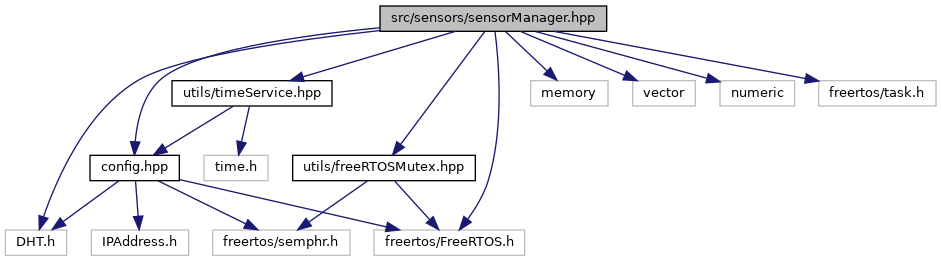 src/sensors/sensorManager.hpp
utils/timeService.hpp
memory
vector
numeric
freertos/task.h
config.hpp
time.h
utils/freeRTOSMutex.hpp
DHT.h
IPAddress.h
freertos/semphr.h
freertos/FreeRTOS.h